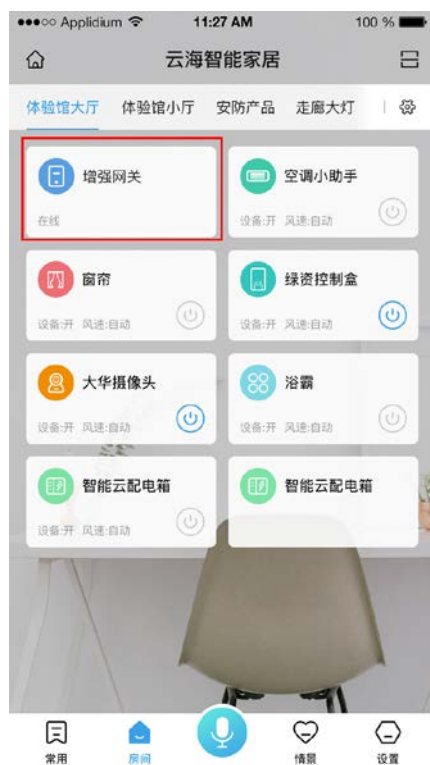 Applidium 11:27 AM 100 %
云海智能家居
体验馆大厅 体验馆小厅 安防产品 走廊大灯
增强网关 空调小助手
在线 设备:开 风速:自动
窗帘 绿资控制盒
设备:开 风速:自动 设备:开 风速:自动
大华摄像头 浴霸
设备:开 风速:自动 设备:开 风速:自动
智能云配电箱 智能云配电箱
设备:开 风速:自动
常用 房间 情景 设置